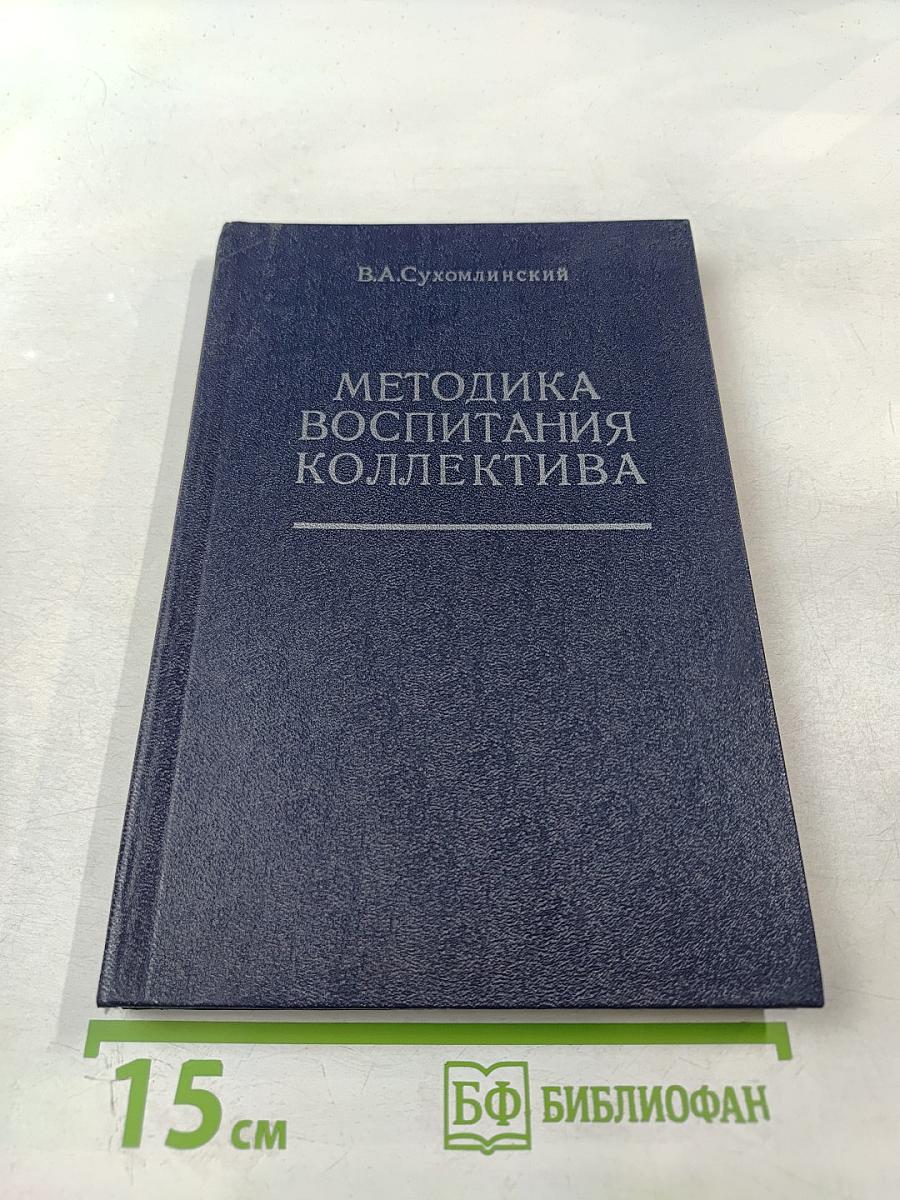 В.А.Сухомлинский
МЕТОДИКА
ВОСПИТАНИЯ
КОЛЛЕКТИВА
15 см
БФ БИБЛИОФАН